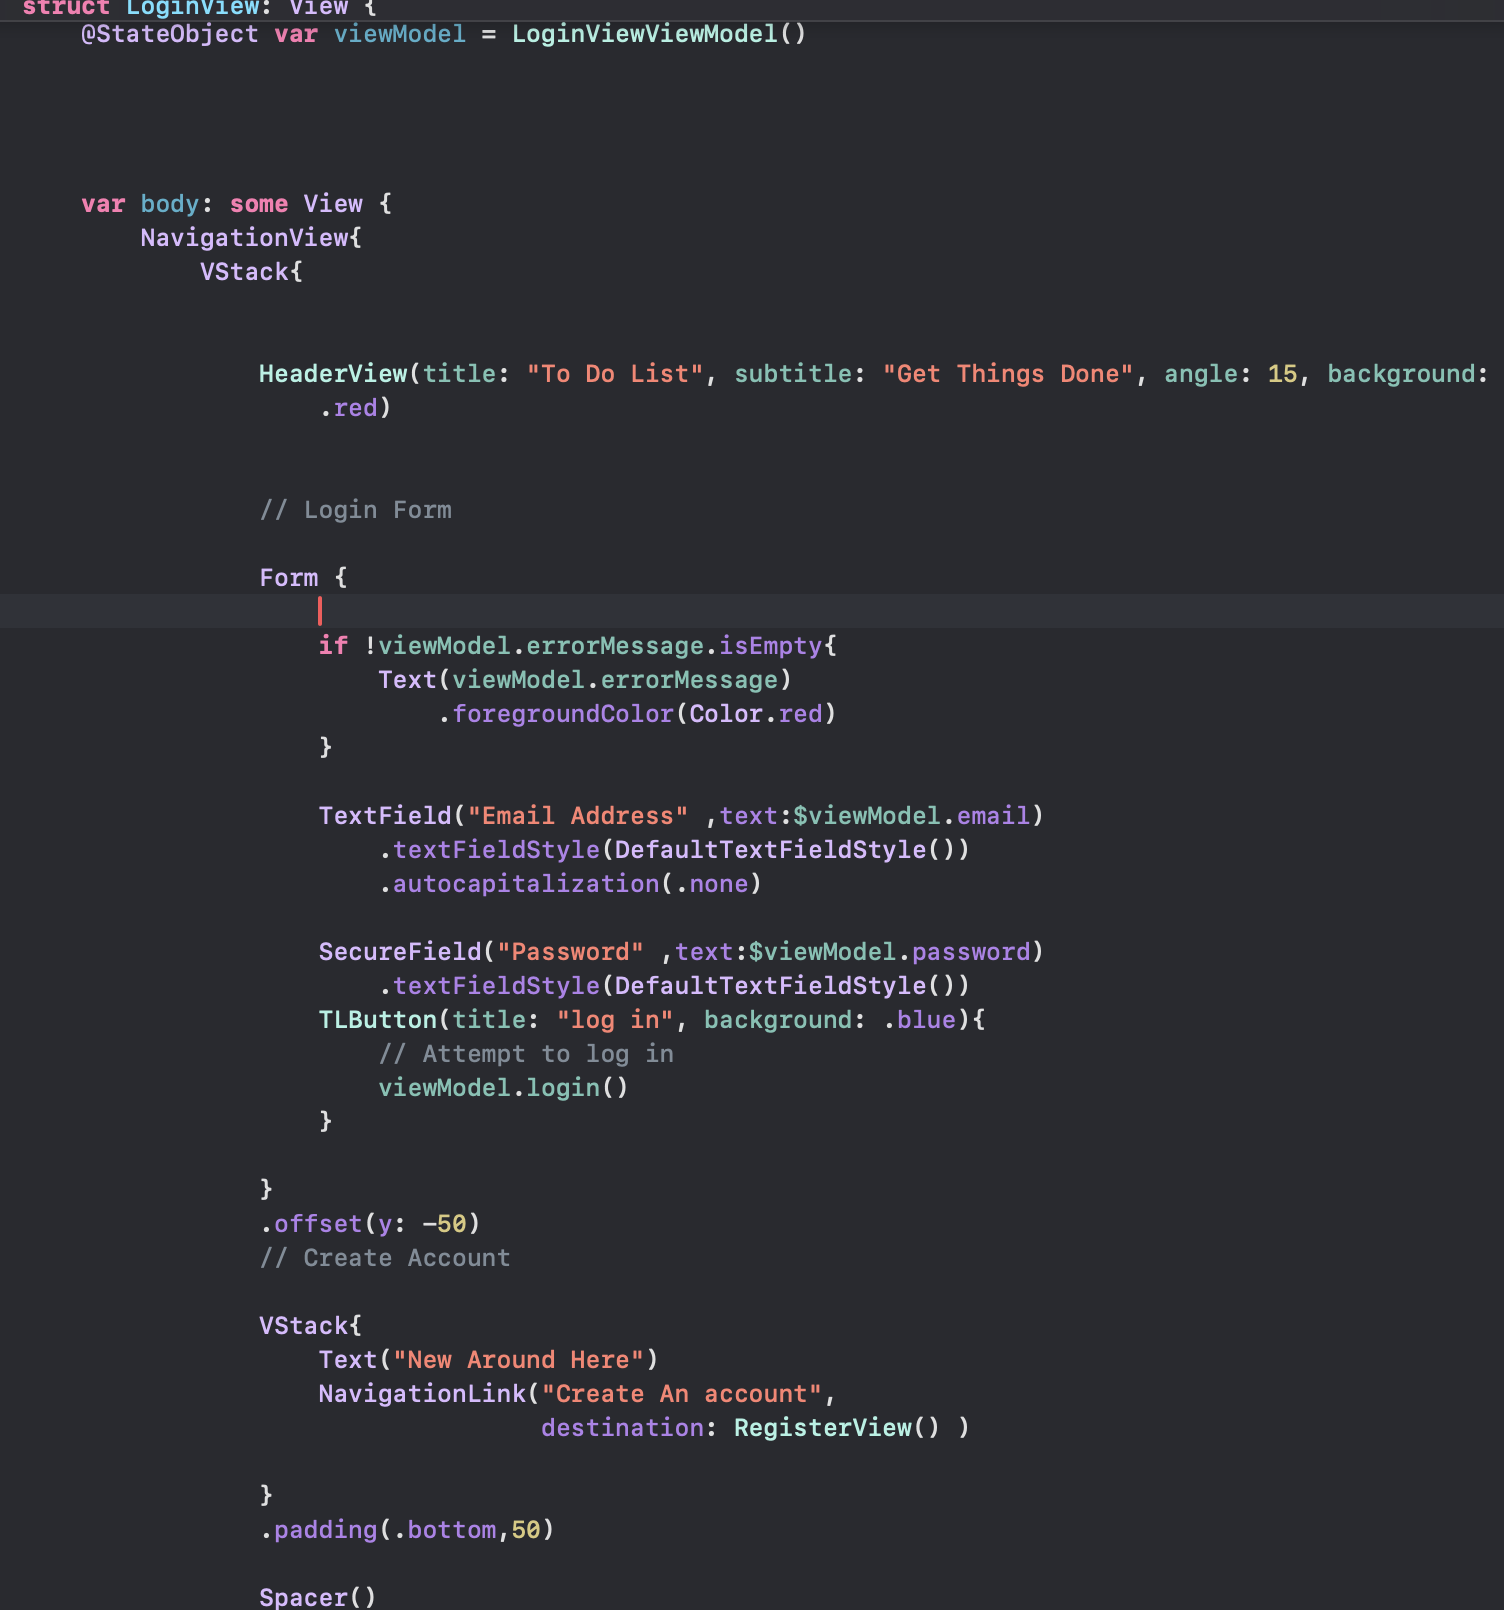 struct LoginView: View {
@StateObject var viewModel = LoginViewViewModel()
var body: some View {
NavigationView{
VStack{
HeaderView(title: "To Do List", subtitle: "Get Things Done", angle: 15, background:
.red)
// Login Form
Form {
if !viewModel.errorMessage.isEmpty{
Text(viewModel.errorMessage)
.foregroundColor(Color.red)
}
TextField("Email Address" ,text:$viewModel.email)
.textFieldStyle(DefaultTextFieldStyle())
.autocapitalization(.none)
SecureField("Password" ,text:$viewModel.password)
.textFieldStyle(DefaultTextFieldStyle())
TLButton(title: "log in", background: .blue){
// Attempt to log in
viewModel.login()
}
}
.offset(y: -50)
// Create Account
VStack{
Text("New Around Here")
NavigationLink("Create An account",
destination: RegisterView() )
}
.padding(.bottom,50)
Spacer()